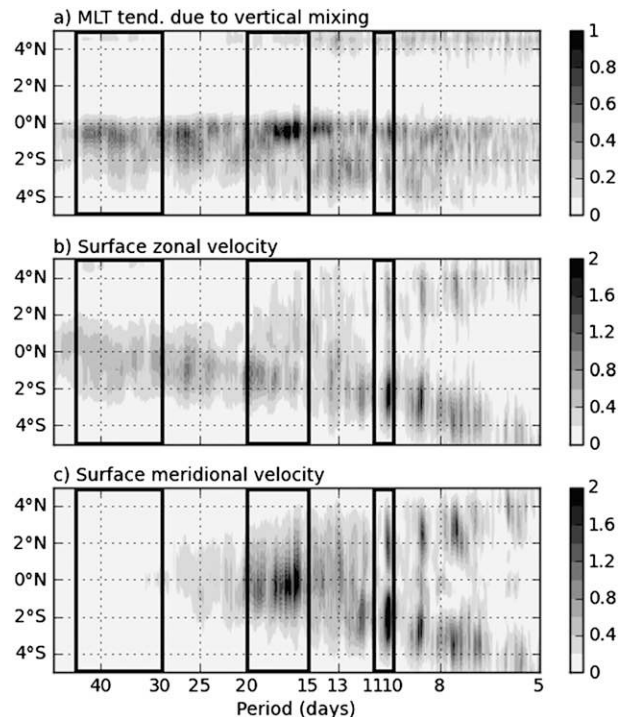 a) MLT tend. due to vertical mixing
4°N
2°N
0°N
2°S
4°S
1
0.8
0.6
0.4
0.2
0
b) Surface zonal velocity
4°N
2°N
0°N
2°S
4°S
2
1.6
1.2
0.8
0.4
0
c) Surface meridional velocity
4°N
2°N
0°N
2°S
4°S
2
1.6
1.2
0.8
0.4
0
40 30 25 20 15 13 11 10 8 5
Period (days)